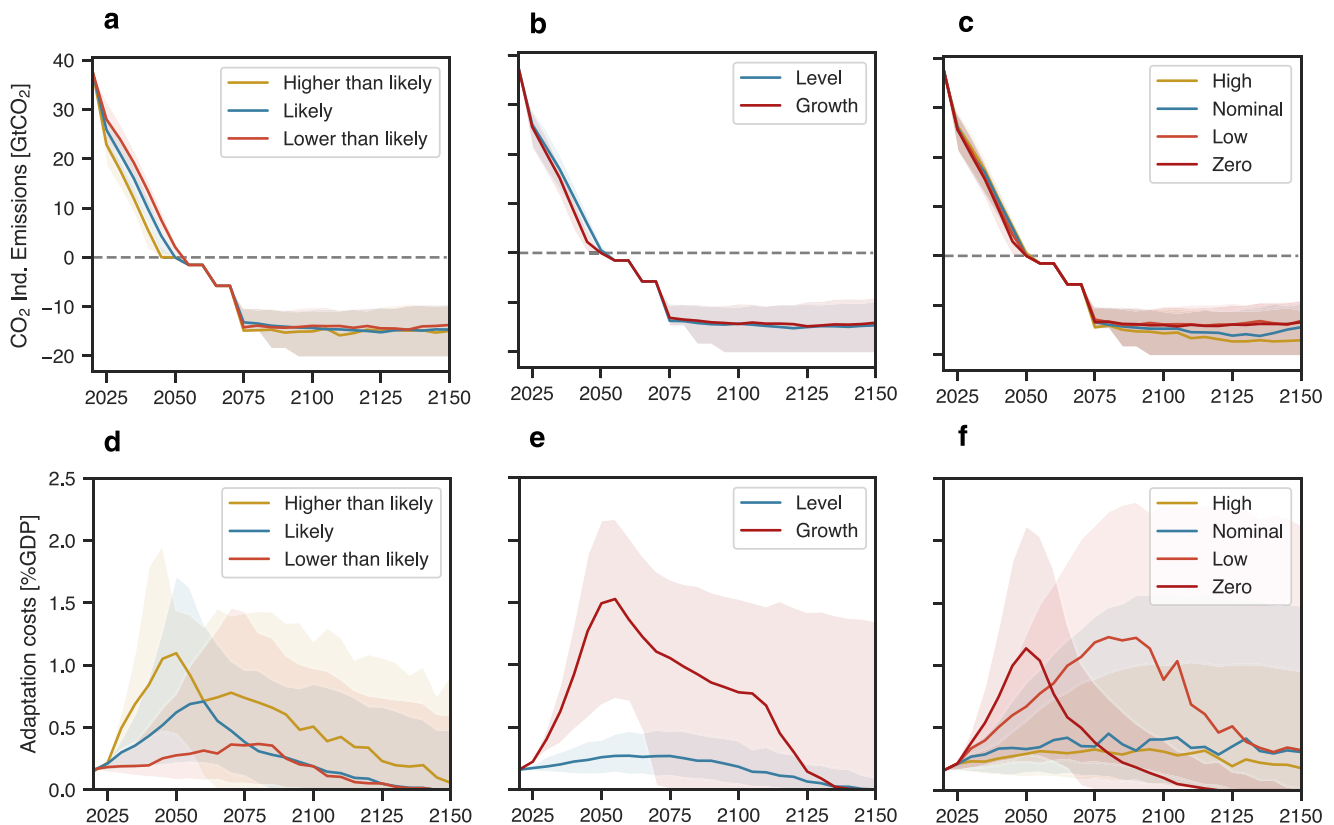 a
b
c
CO₂ Ind. Emissions [GtCO₂]
40
30
20
10
0
−10
−20
Higher than likely
Likely
Lower than likely
2025 2050 2075 2100 2125 2150
Level
Growth
2025 2050 2075 2100 2125 2150
High
Nominal
Low
Zero
2025 2050 2075 2100 2125 2150
d
e
f
Adaptation costs [%GDP]
2.5
2.0
1.5
1.0
0.5
0.0
Higher than likely
Likely
Lower than likely
2025 2050 2075 2100 2125 2150
Level
Growth
2025 2050 2075 2100 2125 2150
High
Nominal
Low
Zero
2025 2050 2075 2100 2125 2150